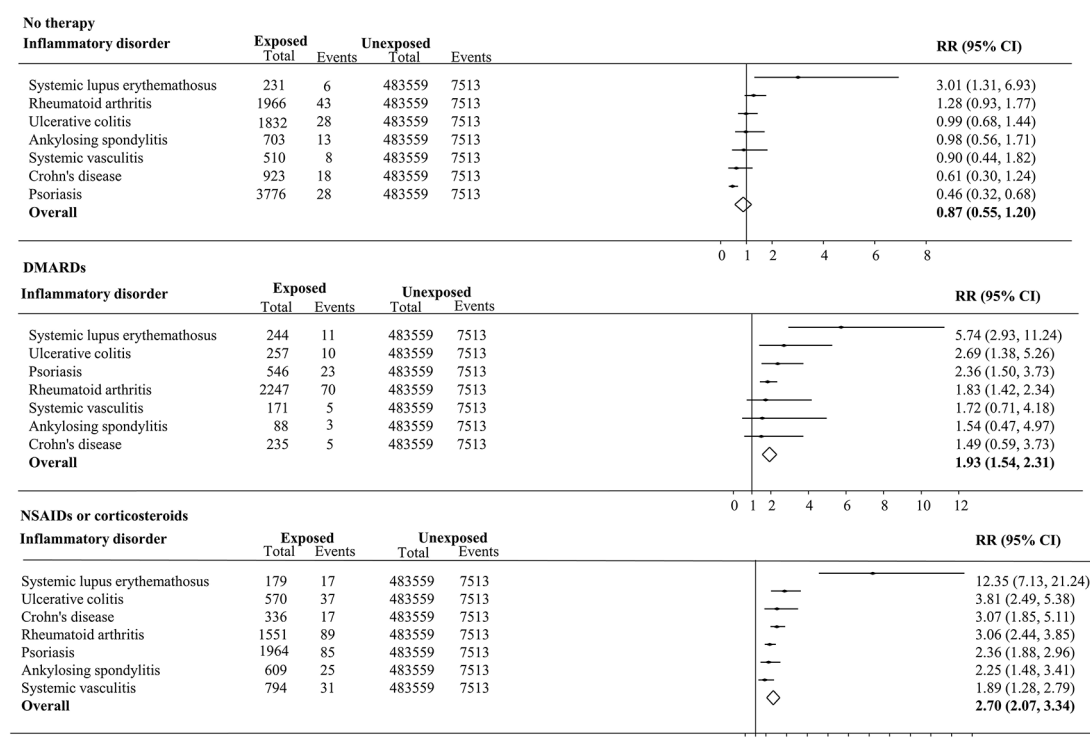 No therapy
Inflammatory disorder Exposed Unexposed RR (95% CI)
Total Events Total Events
Systemic lupus erythemathosus 231 6 483559 7513 3.01 (1.31, 6.93)
Rheumatoid arthritis 1966 43 483559 7513 1.28 (0.93, 1.77)
Ulcerative colitis 1832 28 483559 7513 0.99 (0.68, 1.44)
Ankylosing spondylitis 703 13 483559 7513 0.98 (0.56, 1.71)
Systemic vasculitis 510 8 483559 7513 0.90 (0.44, 1.82)
Crohn's disease 923 18 483559 7513 0.61 (0.30, 1.24)
Psoriasis 3776 28 483559 7513 0.46 (0.32, 0.68)
Overall 0.87 (0.55, 1.20)
0 1 2 4 6 8
DMARDs
Inflammatory disorder Exposed Unexposed RR (95% CI)
Total Events Total Events
Systemic lupus erythemathosus 244 11 483559 7513 5.74 (2.93, 11.24)
Ulcerative colitis 257 10 483559 7513 2.69 (1.38, 5.26)
Psoriasis 546 23 483559 7513 2.36 (1.50, 3.73)
Rheumatoid arthritis 2247 70 483559 7513 1.83 (1.42, 2.34)
Systemic vasculitis 171 5 483559 7513 1.72 (0.71, 4.18)
Ankylosing spondylitis 88 3 483559 7513 1.54 (0.47, 4.97)
Crohn's disease 235 5 483559 7513 1.49 (0.59, 3.73)
Overall 1.93 (1.54, 2.31)
0 1 2 4 6 8 10 12
NSAIDs or corticosteroids
Inflammatory disorder Exposed Unexposed RR (95% CI)
Total Events Total Events
Systemic lupus erythemathosus 179 17 483559 7513 12.35 (7.13, 21.24)
Ulcerative colitis 570 37 483559 7513 3.81 (2.49, 5.38)
Crohn's disease 336 17 483559 7513 3.07 (1.85, 5.11)
Rheumatoid arthritis 1551 89 483559 7513 3.06 (2.44, 3.85)
Psoriasis 1964 85 483559 7513 2.36 (1.88, 2.96)
Ankylosing spondylitis 609 25 483559 7513 2.25 (1.48, 3.41)
Systemic vasculitis 794 31 483559 7513 1.89 (1.28, 2.79)
Overall 2.70 (2.07, 3.34)